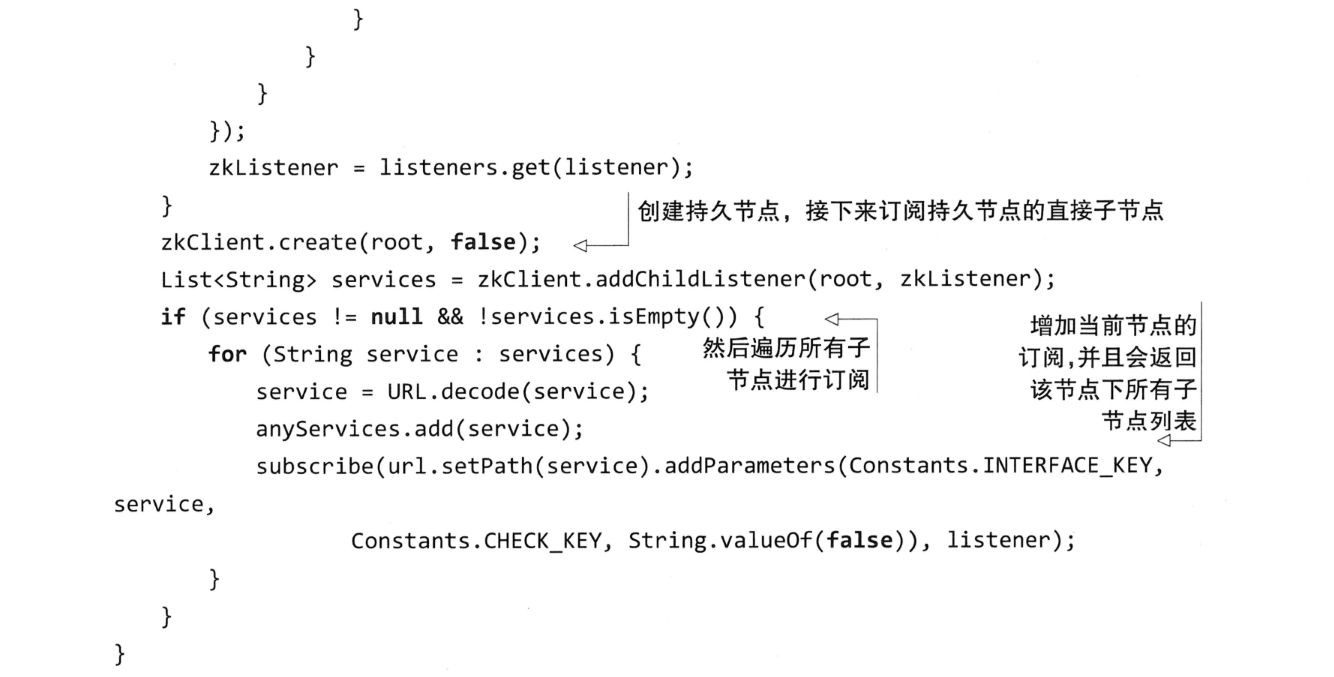 }
                }
            }
        });
        zkListener = listeners.get(listener);
    }
创建持久节点，接下来订阅持久节点的直接子节点
    zkClient.create(root, false);
    List<String> services = zkClient.addChildListener(root, zkListener);
    if (services != null && !services.isEmpty()) {
        for (String service : services) {
然后遍历所有子
节点进行订阅
增加当前节点的
订阅,并且会返回
该节点下所有子
节点列表
            service = URL.decode(service);
            anyServices.add(service);
            subscribe(url.setPath(service).addParameters(Constants.INTERFACE_KEY,
service,
                    Constants.CHECK_KEY, String.valueOf(false)), listener);
        }
    }
}